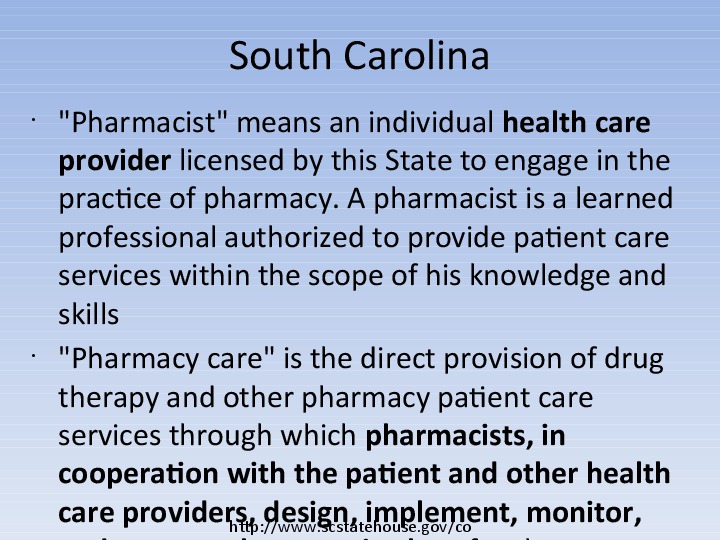 South Carolina
· "Pharmacist" means an individual health care
provider licensed by this State to engage in the
practice of pharmacy. A pharmacist is a learned
professional authorized to provide patient care
services within the scope of his knowledge and
skills
· "Pharmacy care" is the direct provision of drug
therapy and other pharmacy patient care
services through which pharmacists, in
cooperation with the patient and other health
care providers, design, implement, monitor,
http://www.scstatehouse.gov/co